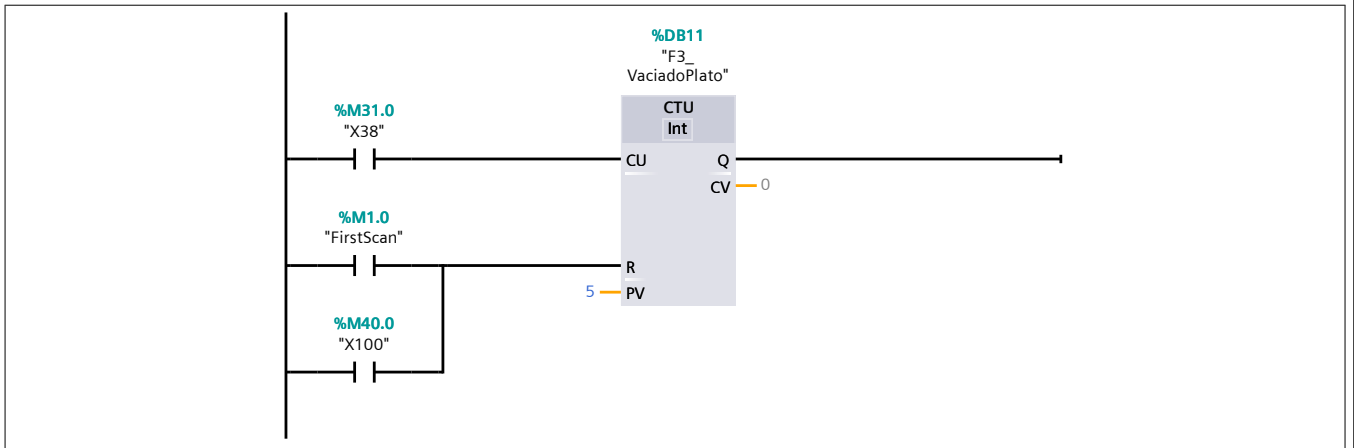 %DB11
"F3_
VaciadoPlato"
%M31.0
"X38"
CTU
Int
CU
Q
CV
0
%M1.0
"FirstScan"
R
5
PV
%M40.0
"X100"